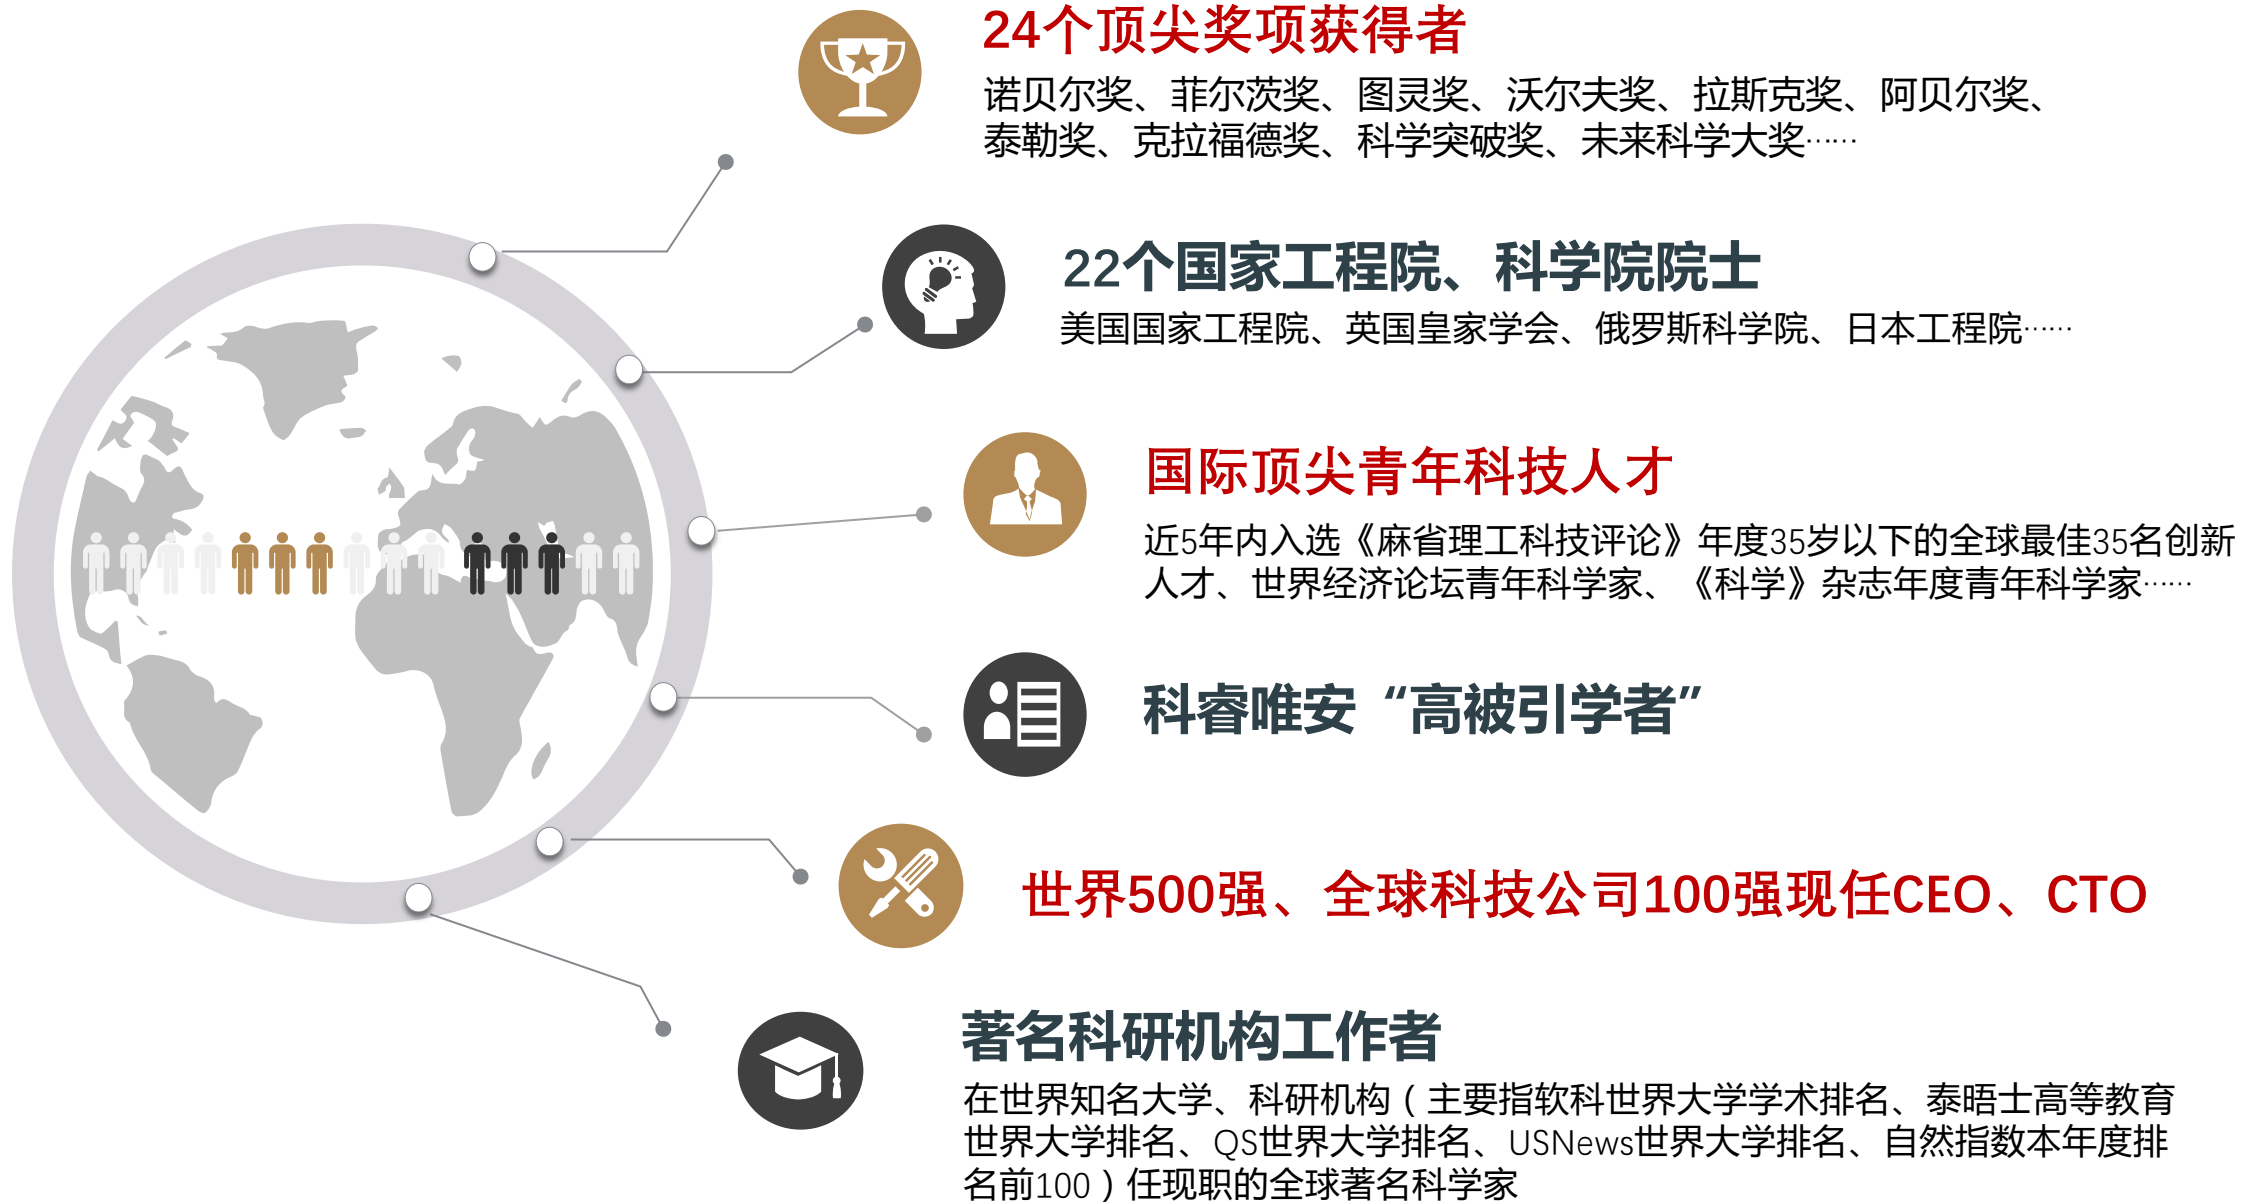 24个顶尖奖项获得者
诺贝尔奖、菲尔茨奖、图灵奖、沃尔夫奖、拉斯克奖、阿贝尔奖、
泰勒奖、克拉福德奖、科学突破奖、未来科学大奖……
22个国家工程院、科学院院士
美国国家工程院、英国皇家学会、俄罗斯科学院、日本工程院……
国际顶尖青年科技人才
近5年内入选《麻省理工科技评论》年度35岁以下的全球最佳35名创新
人才、世界经济论坛青年科学家、《科学》杂志年度青年科学家……
科睿唯安“高被引学者”
世界500强、全球科技公司100强现任CEO、CTO
著名科研机构工作者
在世界知名大学、科研机构（主要指软科世界大学学术排名、泰晤士高等教育
世界大学排名、QS世界大学排名、USNews世界大学排名、自然指数本年度排
名前100）任现职的全球著名科学家